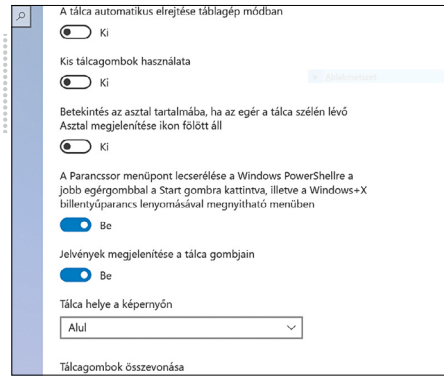 A tálca automatikus elrejtése táblagép módban
Ki
Kis tálcagombok használata
Ki
Betekintés az asztal tartalmába, ha az egér a tálca szélén lévő
Asztal megjelenítése ikon fölött áll
Ki
A Parancssor menüpont lecserélése a Windows PowerShellre a
jobb egérgombbal a Start gombra kattintva, illetve a Windows+X
billentyűparancs lenyomásával megnyitható menüben
Be
Jelvények megjelenítése a tálca gombjain
Be
Tálca helye a képernyőn
Alul
Tálcagombok összevonása